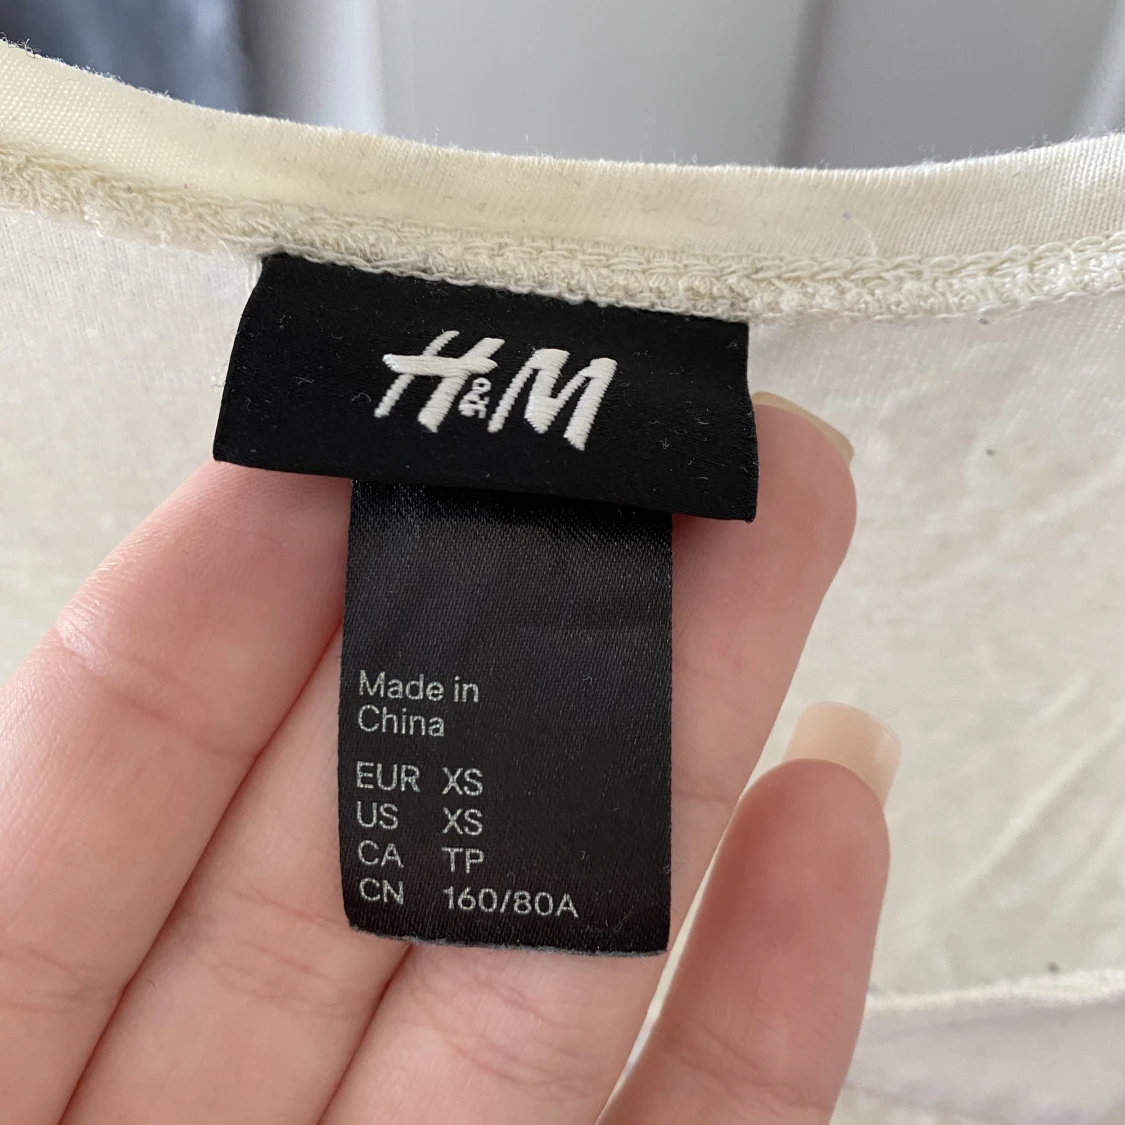 H&M
Made in
China
EUR XS
US XS
CA TP
CN 160/80A